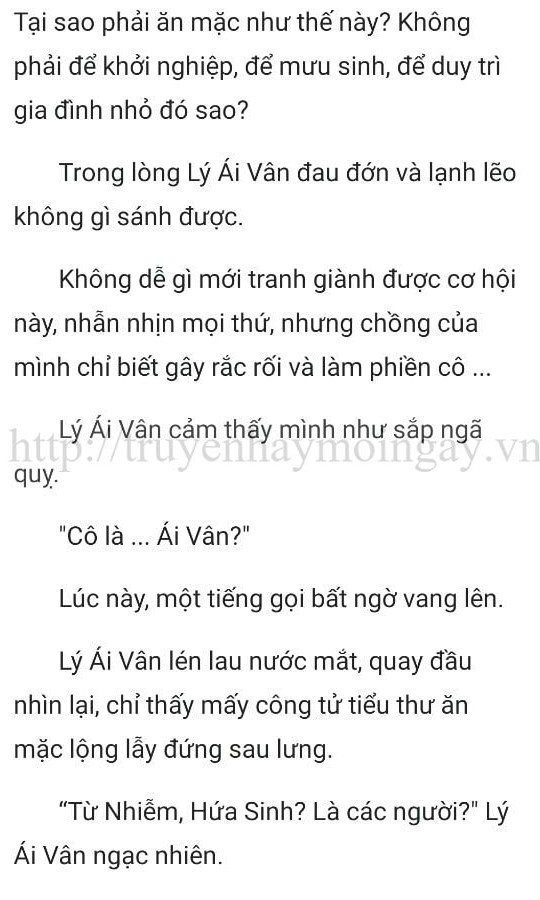 Tại sao phải ăn mặc như thế này? Không
phải để khởi nghiệp, để mưu sinh, để duy trì
gia đình nhỏ đó sao?
Trong lòng Lý Ái Vân đau đớn và lạnh lẽo
không gì sánh được.
Không dễ gì mới tranh giành được cơ hội
này, nhẫn nhịn mọi thứ, nhưng chồng của
mình chỉ biết gây rắc rối và làm phiền cô ...
Lý Ái Vân cảm thấy mình như sắp ngã
http://truyenhaymoingay.vn
quỵ.
"Cô là ... Ái Vân?"
Lúc này, một tiếng gọi bất ngờ vang lên.
Lý Ái Vân lén lau nước mắt, quay đầu
nhìn lại, chỉ thấy mấy công tử tiểu thư ăn
mặc lộng lẫy đứng sau lưng.
“Từ Nhiễm, Hứa Sinh? Là các người?" Lý
Ái Vân ngạc nhiên.